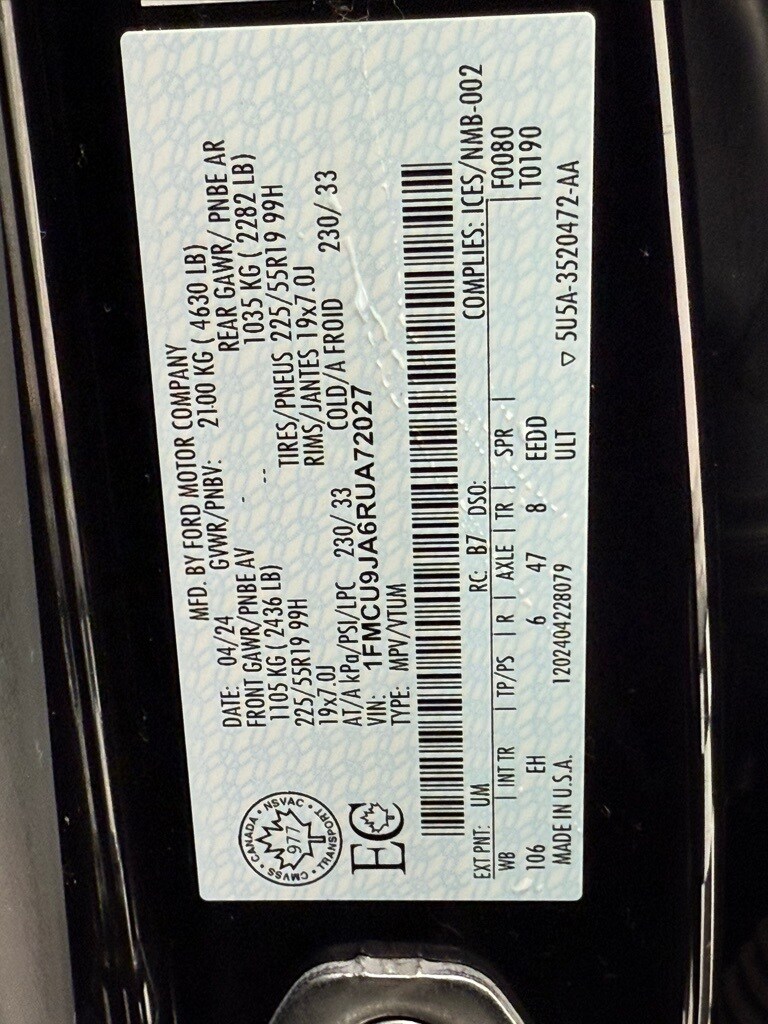 MFD. BY FORD MOTOR COMPANY
DATE: 04/24 GVWR/PNBV: 2100 KG ( 4630 LB)
FRONT GAWR/PNBE AV - REAR GAWR/ PNBE AR
1105 KG ( 2436 LB) -- 1035 KG ( 2282 LB)
225/55R19 99H TIRES/PNEUS 225/55R19 99H
19x7.0J RIMS/JANTES 19x7.0J
AT/A kPa/PSI/LPC 230/ 33 COLD/A FROID 230/ 33
VIN: 1FMCU9JA6RUA72027
TYPE: MPV/VTUM
CANADA • NSVAC • TRANSPORT • CMVSS
977
EC
COMPLIES: ICES/NMB-002
EXT PNT: UM RC: B7 DSO: F0080
WB | INT TR | TP/PS | R | AXLE | TR | SPR | T0190
106 EH 6 47 8 EEDD
ULT
MADE IN U.S.A. 1202404228079 ▽ 5U5A-3520472-AA